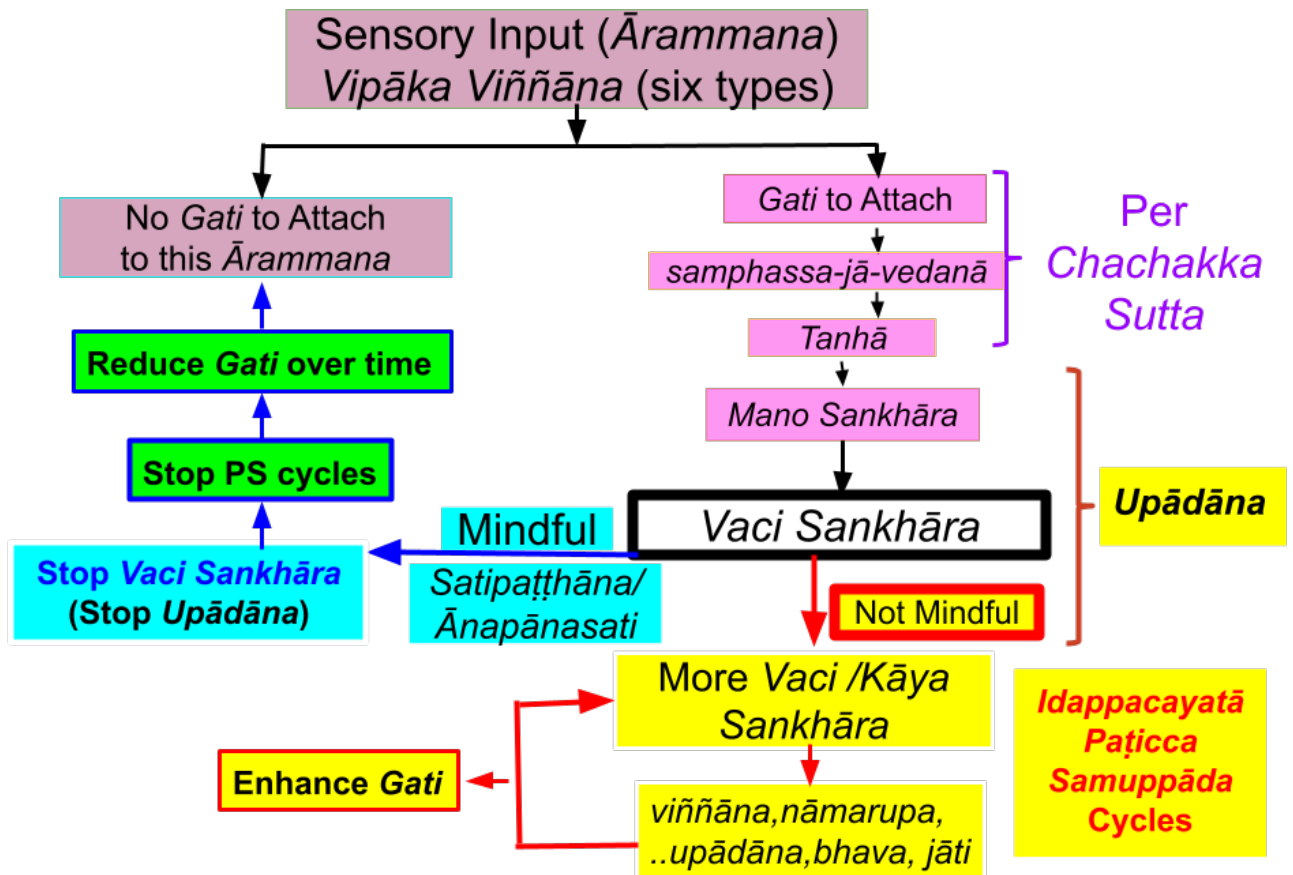 Sensory Input (Ārammana)
Vipāka Viññāna (six types)
No Gati to Attach
to this Ārammana
Gati to Attach
samphassa-jā-vedanā
Tanhā
Per
Chachakka
Sutta
Reduce Gati over time
Mano Sankhāra
Stop PS cycles
Vaci Sankhāra
Upādāna
Mindful
Satipaṭṭhāna/
Ānapānasati
Stop Vaci Sankhāra
(Stop Upādāna)
Not Mindful
More Vaci /Kāya
Sankhāra
Idappacayatā
Paṭicca
Samuppāda
Cycles
Enhance Gati
viññāna,nāmarupa,
..upādāna,bhava, jāti